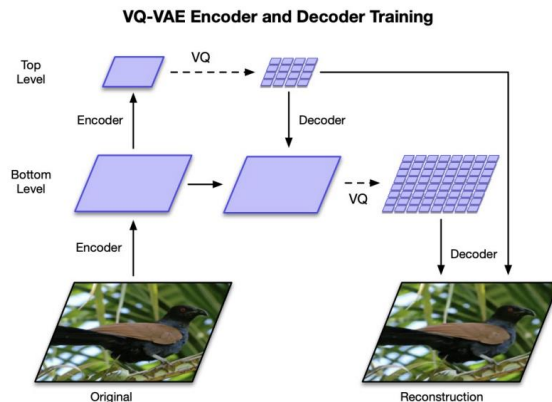 VQ-VAE Encoder and Decoder Training
Top
Level
VQ
Encoder
Decoder
Bottom
Level
VQ
Encoder
Decoder
Original
Reconstruction